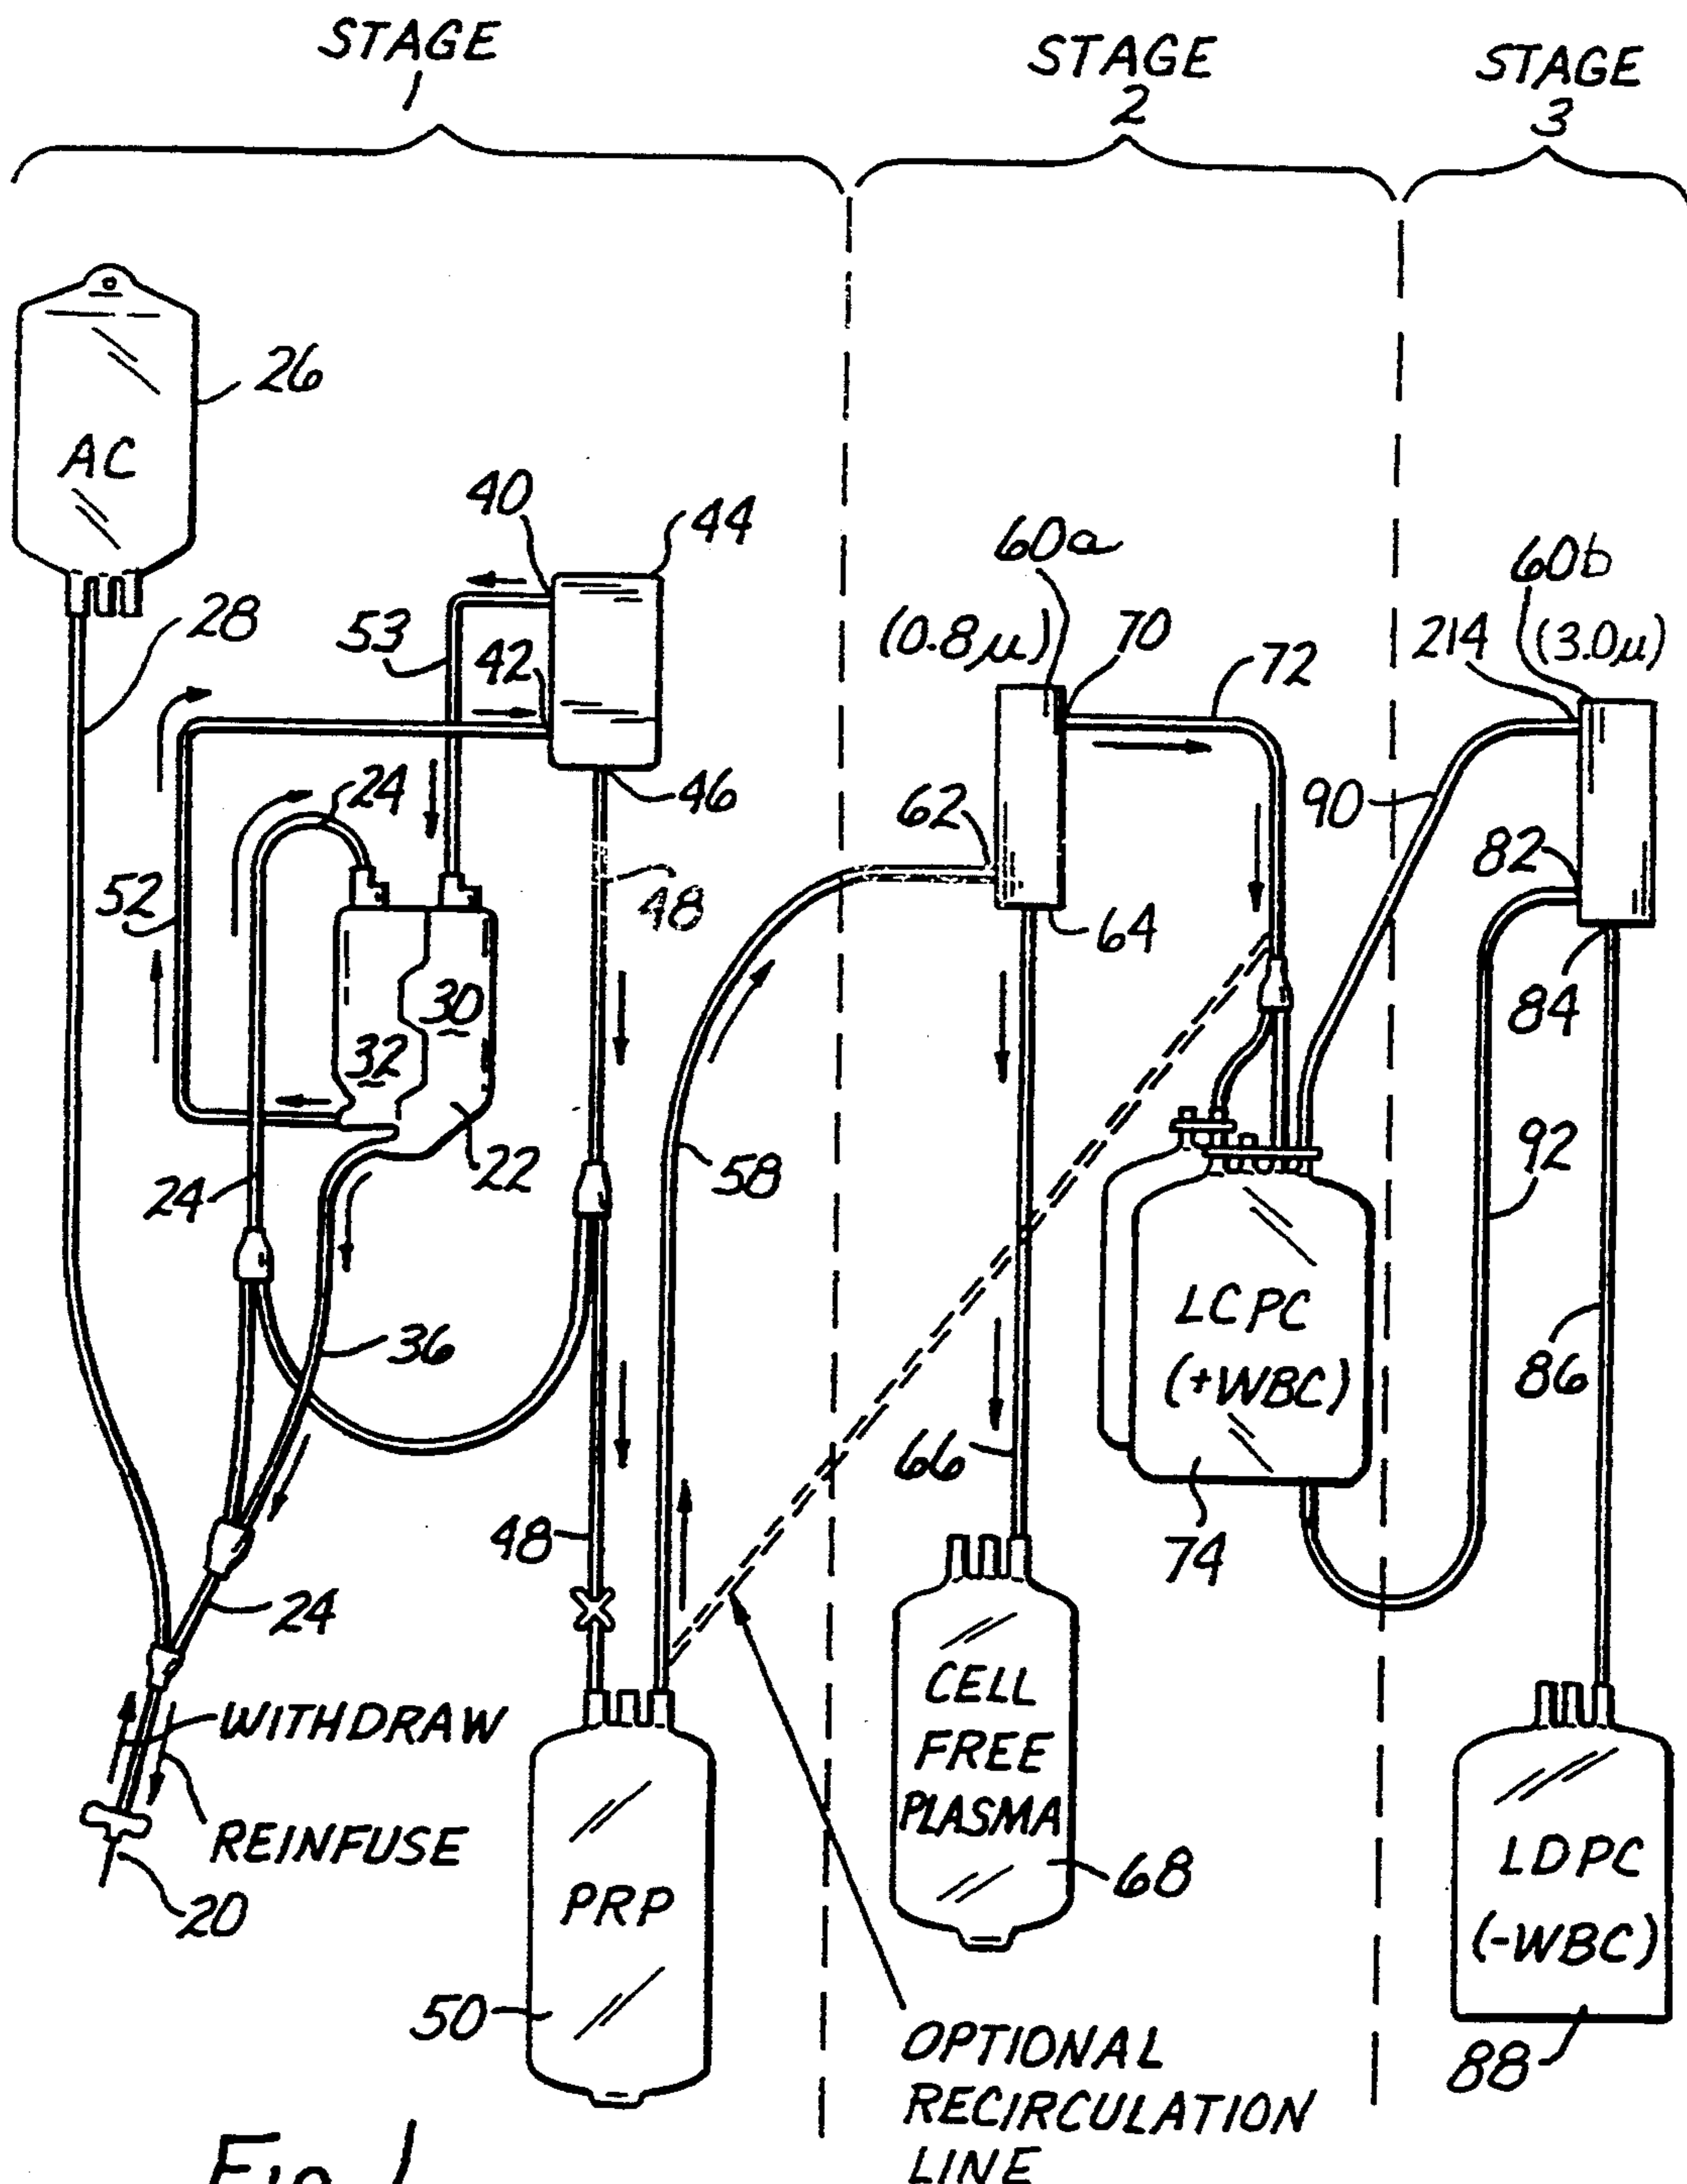 STAGE
1
STAGE
2
STAGE
3
26
AC
28
40
44
53
42
46
24
48
52
30
32
22
24
58
36
48
24
WITHDRAW
REINFUSE
20
PRP
50
60a
(0.8µ)
70
72
62
64
66
LCPC
(+WBC)
74
CELL
FREE
PLASMA
68
OPTIONAL
RECIRCULATION
LINE
60b
214
(3.0µ)
90
82
84
92
86
LDPC
(-WBC)
88
FIG. 1